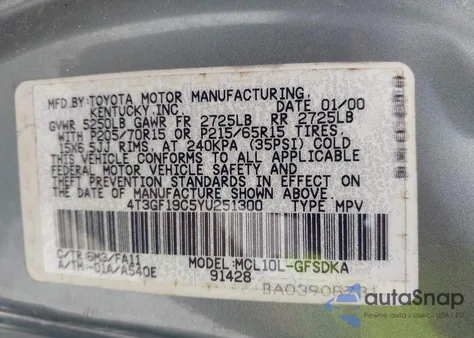 MFD.BY: TOYOTA MOTOR MANUFACTURING,
KENTUCKY,INC. DATE 01/00
GVWR 5250LB GAWR FR 2725LB RR 2725LB
P205/70R15 OR P215/65R15 TIRES,
15X6.5JJ RIMS, AT 240KPA (35PSI) COLD
THIS VEHICLE CONFORMS TO ALL APPLICABLE
FEDERAL MOTOR VEHICLE SAFETY AND
THEFT PREVENTION STANDARDS IN EFFECT ON
THE DATE OF MANUFACTURE SHOWN ABOVE.
4T3GF19C5YU251300 TYPE MPV
C/TR:6M3/FA11 MODEL:MCL10L-GFSDKA
A/TM-01A/A540E 91428
autoSnap